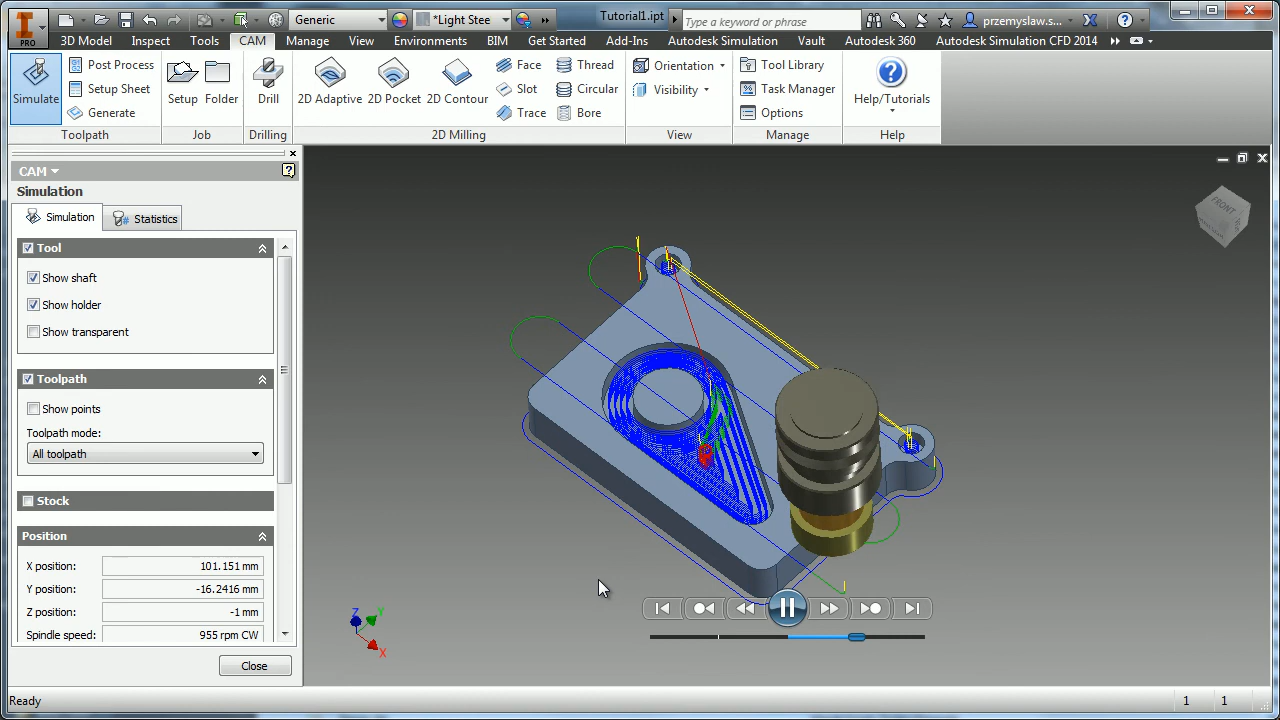 Generic
*Light Stee
Tutorial1.ipt
Type a keyword or phrase
przemyslaw.s...
PRO
3D Model Inspect Tools CAM Manage View Environments BIM Get Started Add-Ins Autodesk Simulation Vault Autodesk 360 Autodesk Simulation CFD 2014
Simulate Post Process Setup Folder Drill 2D Adaptive 2D Pocket 2D Contour Face Thread Orientation Tool Library Help/Tutorials
Setup Sheet Slot Circular Visibility Task Manager
Generate Trace Bore Options
Toolpath Job Drilling 2D Milling View Manage Help
CAM
Simulation
Simulation Statistics
Tool
Show shaft
Show holder
Show transparent
Toolpath
Show points
Toolpath mode:
All toolpath
Stock
Position
X position: 101.151 mm
Y position: -16.2416 mm
Z position: -1 mm
Spindle speed: 955 rpm CW
Close
FRONT
Z Y
X
Ready 1 1